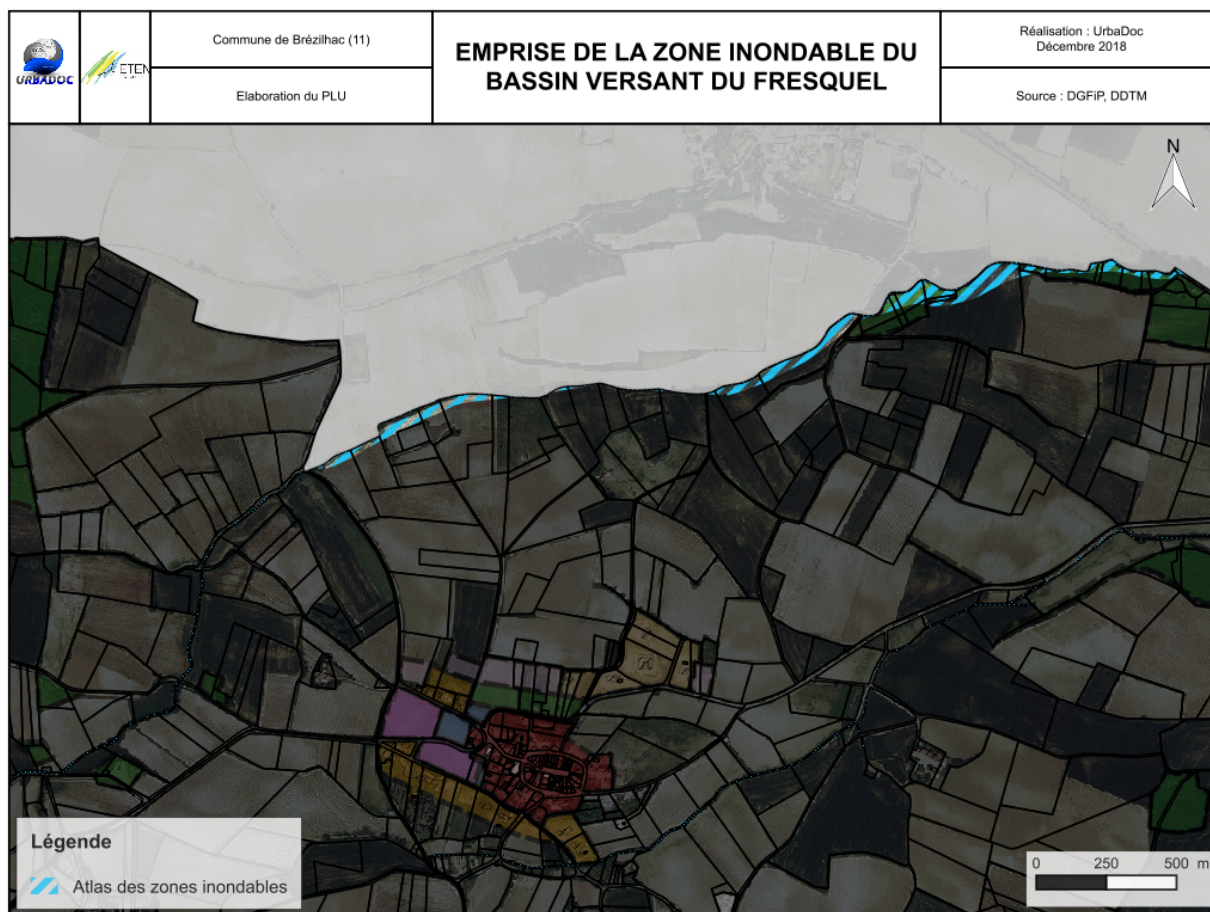 URBADOC
ETEN
Commune de Brézilhac (11)
Elaboration du PLU
EMPRISE DE LA ZONE INONDABLE DU
BASSIN VERSANT DU FRESQUEL
Réalisation : UrbaDoc
Décembre 2018
Source : DGFiP, DDTM
N
Légende
Atlas des zones inondables
0 250 500 m